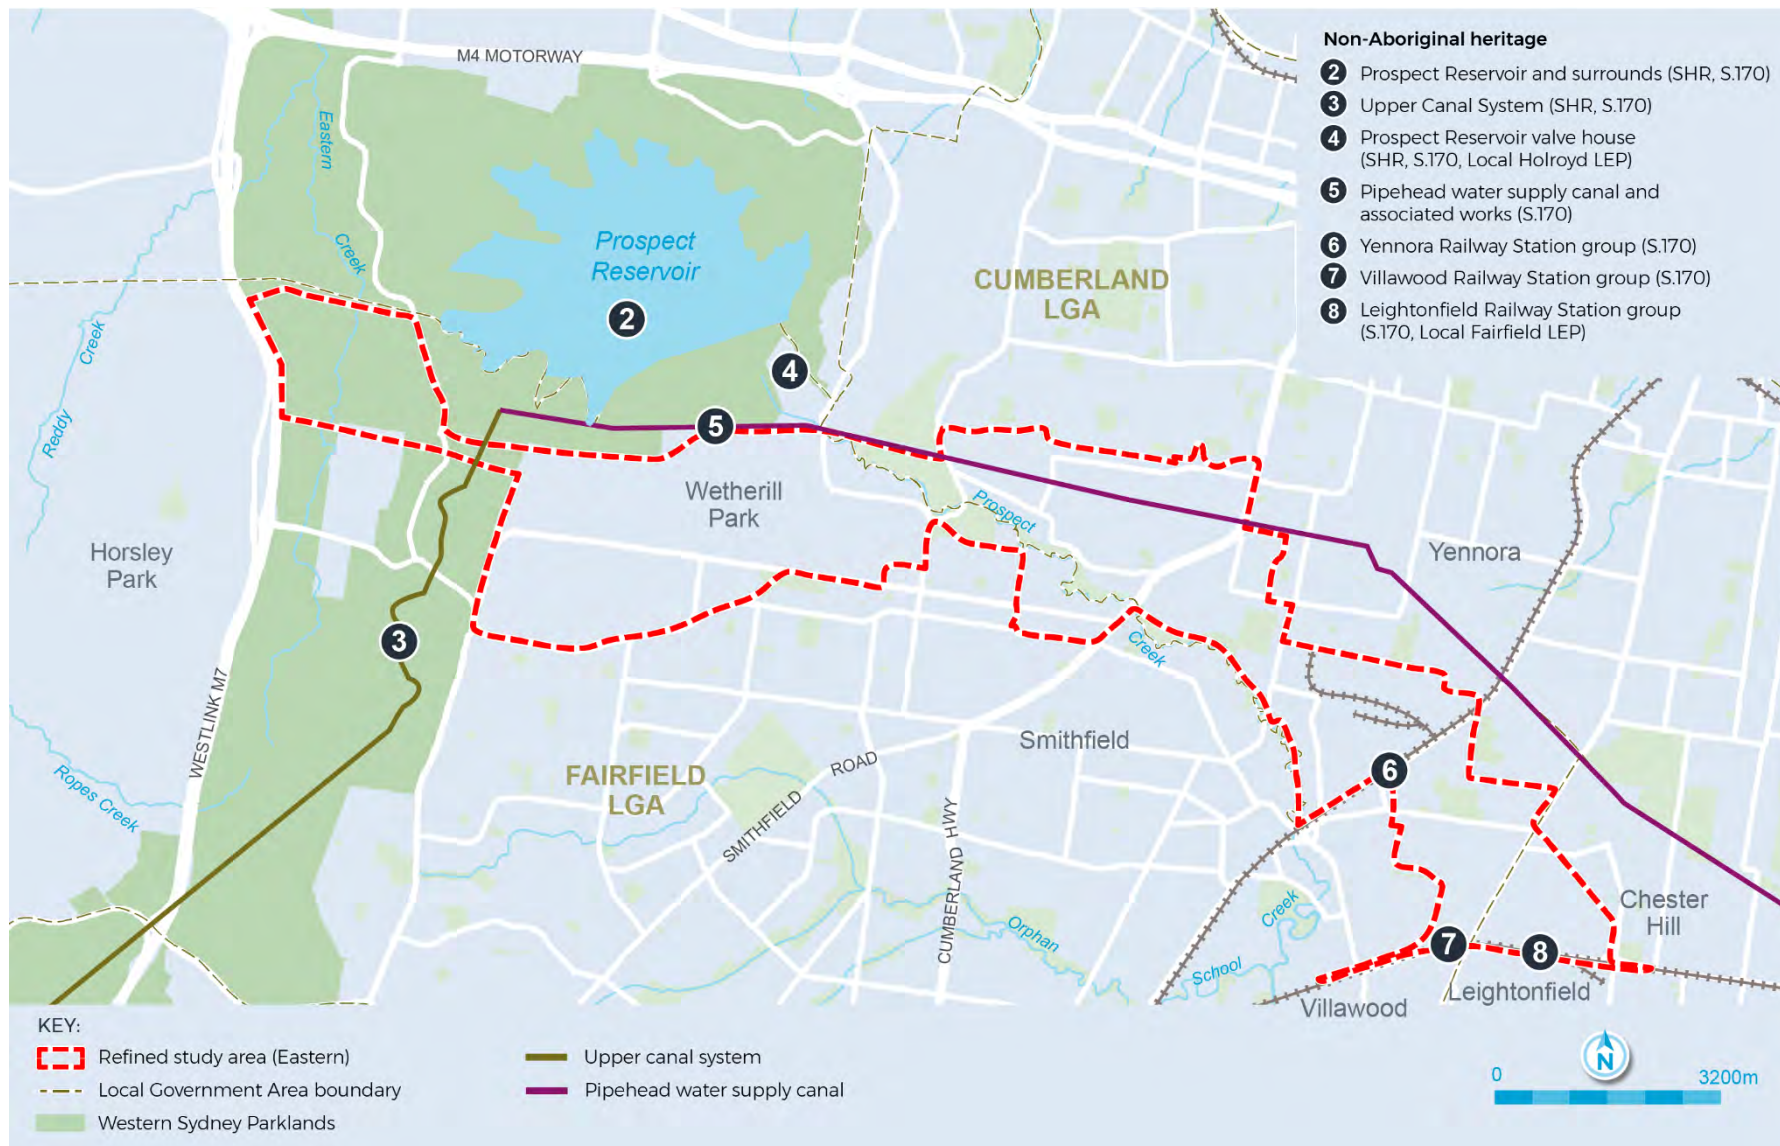 Non-Aboriginal heritage
2 Prospect Reservoir and surrounds (SHR, S.170)
3 Upper Canal System (SHR, S.170)
4 Prospect Reservoir valve house
(SHR, S.170, Local Holroyd LEP)
5 Pipehead water supply canal and
associated works (S.170)
6 Yennora Railway Station group (S.170)
7 Villawood Railway Station group (S.170)
8 Leightonfield Railway Station group
(S.170, Local Fairfield LEP)
M4 MOTORWAY
Eastern
Creek
Prospect
Reservoir
2
CUMBERLAND
LGA
Reddy
Creek
4
5
Wetherill
Park
Prospect
Creek
Horsley
Park
Yennora
3
WESTLINK M7
Ropes Creek
FAIRFIELD
LGA
SMITHFIELD
ROAD
Smithfield
CUMBERLAND HWY
6
Orphan
School
Creek
Chester
Hill
7
8
Villawood
Leightonfield
KEY:
Refined study area (Eastern)
Local Government Area boundary
Western Sydney Parklands
Upper canal system
Pipehead water supply canal
N
0
3200m